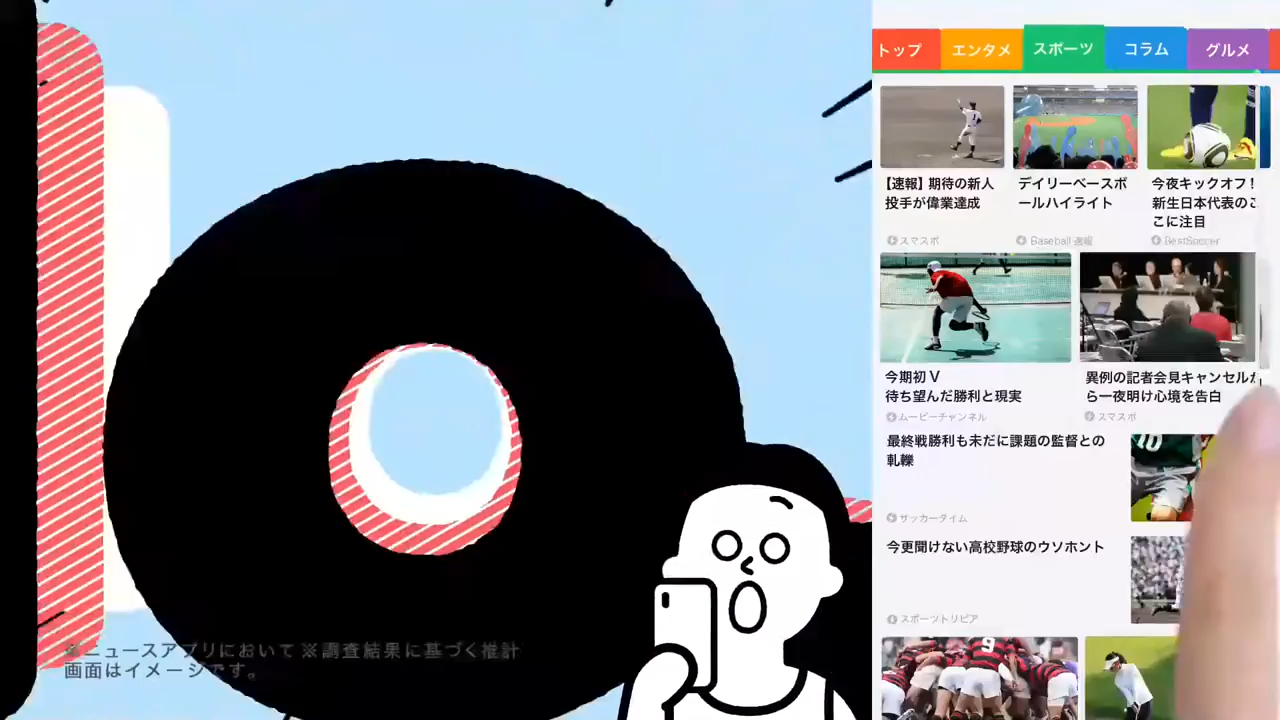 トップ
エンタメ
スポーツ
コラム
グルメ
【速報】期待の新人
投手が偉業達成
スマスポ
デイリーベースボ
ールハイライト
Baseball 速報
今夜キックオフ！
新生日本代表のこ
こに注目
BestSoccer
今期初 V
待ち望んだ勝利と現実
ムービーチャンネル
異例の記者会見キャンセルか
ら一夜明け心境を告白
スマスポ
最終戦勝利も未だに課題の監督との
軋轢
サッカータイム
今更聞けない高校野球のウソホント
スポーツトリビア
9
※ニュースアプリにおいて ※調査結果に基づく推計
画面はイメージです。